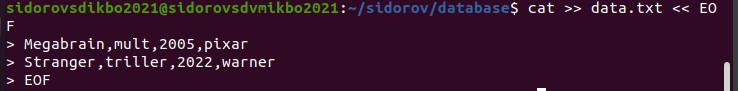 sidorovsdikbo2021@sidorovsdvmikbo2021:~/sidorov/database$ cat >> data.txt << EO
F
> Megabrain,mult,2005,pixar
> Stranger,triller,2022,warner
> EOF